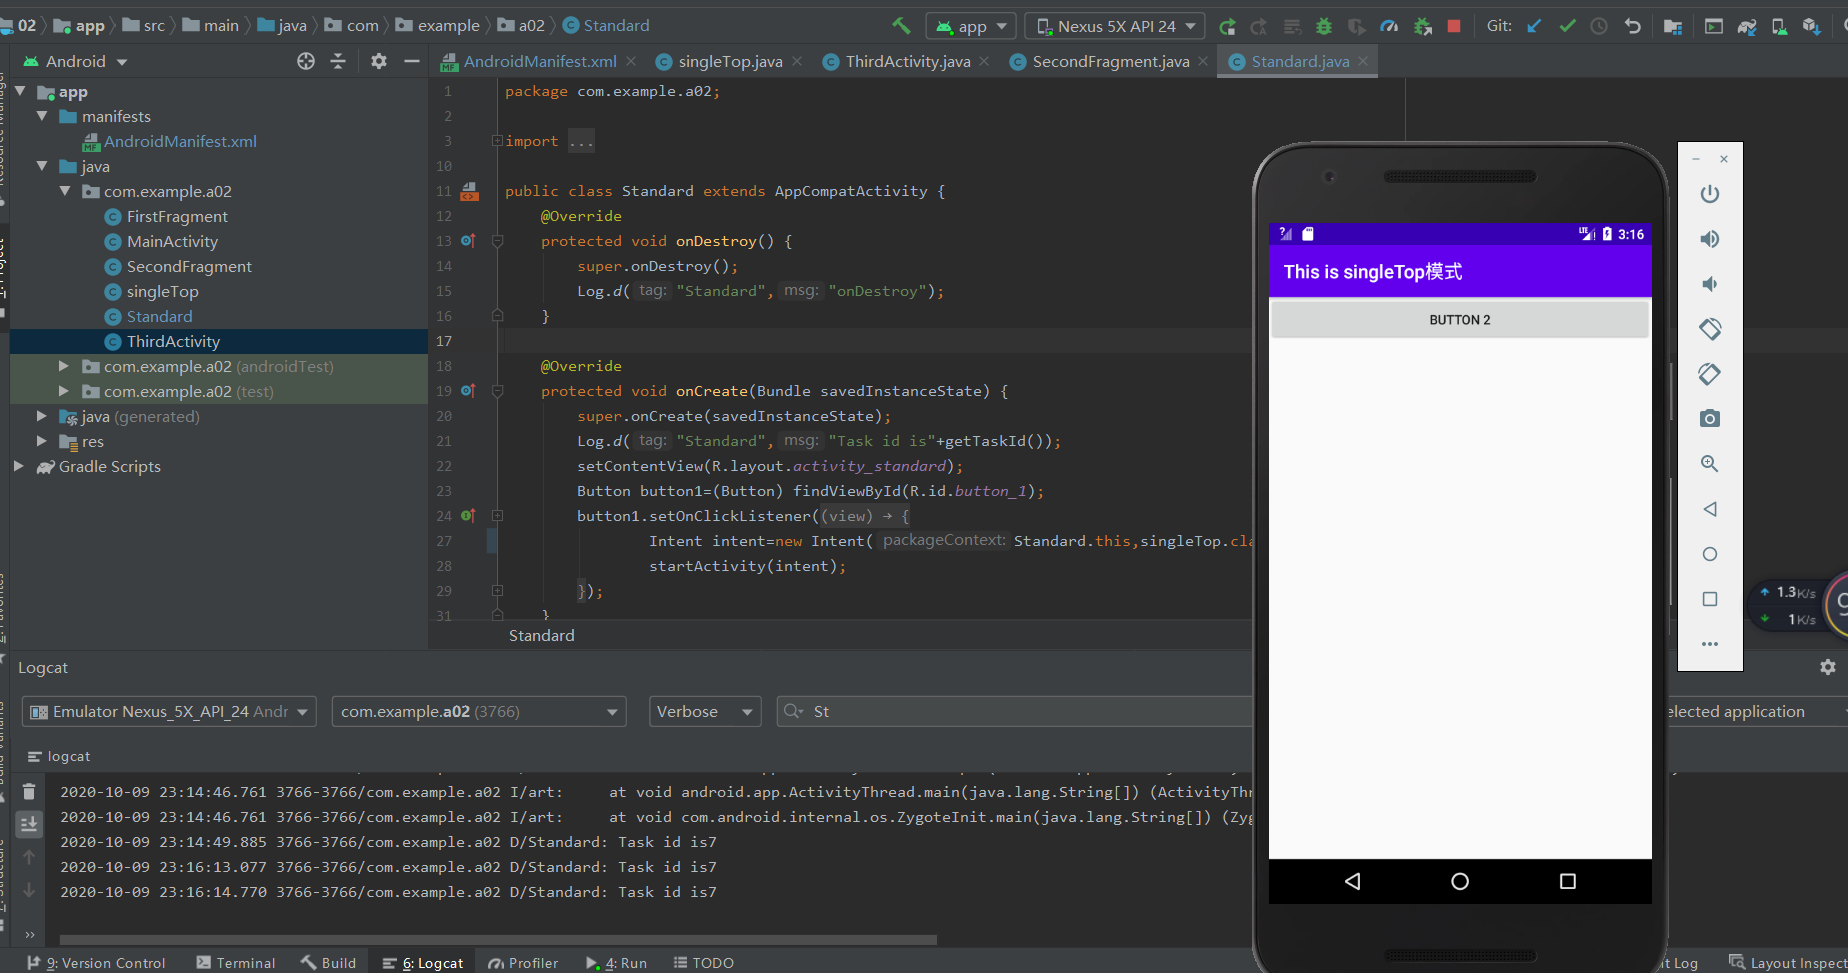 02 app src main java com example a02 Standard app Nexus 5X API 24 Git:
Android
AndroidManifest.xml singleTop.java ThirdActivity.java SecondFragment.java Standard.java
app
manifests
AndroidManifest.xml
java
com.example.a02
FirstFragment
MainActivity
SecondFragment
singleTop
Standard
ThirdActivity
com.example.a02 (androidTest)
com.example.a02 (test)
java (generated)
res
Gradle Scripts
1 package com.example.a02;
2
3 import ...
10
11 public class Standard extends AppCompatActivity {
12 @Override
13 protected void onDestroy() {
14 super.onDestroy();
15 Log.d( tag: "Standard", msg: "onDestroy");
16 }
17
18 @Override
19 protected void onCreate(Bundle savedInstanceState) {
20 super.onCreate(savedInstanceState);
21 Log.d( tag: "Standard", msg: "Task id is"+getTaskId());
22 setContentView(R.layout.activity_standard);
23 Button button1=(Button) findViewById(R.id.button_1);
24 button1.setOnClickListener((view) → {
27 Intent intent=new Intent( packageContext: Standard.this,singleTop.cla
28 startActivity(intent);
29 });
31 }
Standard
3:16
This is singleTop模式
BUTTON 2
1.3K/s
1K/s
Logcat
Emulator Nexus_5X_API_24 Andr com.example.a02 (3766) Verbose St elected application
logcat
2020-10-09 23:14:46.761 3766-3766/com.example.a02 I/art: at void android.app.ActivityThread.main(java.lang.String[]) (ActivityThr
2020-10-09 23:14:46.761 3766-3766/com.example.a02 I/art: at void com.android.internal.os.ZygoteInit.main(java.lang.String[]) (Zyg
2020-10-09 23:14:49.885 3766-3766/com.example.a02 D/Standard: Task id is7
2020-10-09 23:16:13.077 3766-3766/com.example.a02 D/Standard: Task id is7
2020-10-09 23:16:14.770 3766-3766/com.example.a02 D/Standard: Task id is7
9: Version Control Terminal Build 6: Logcat Profiler 4: Run TODO t Log Layout Inspect